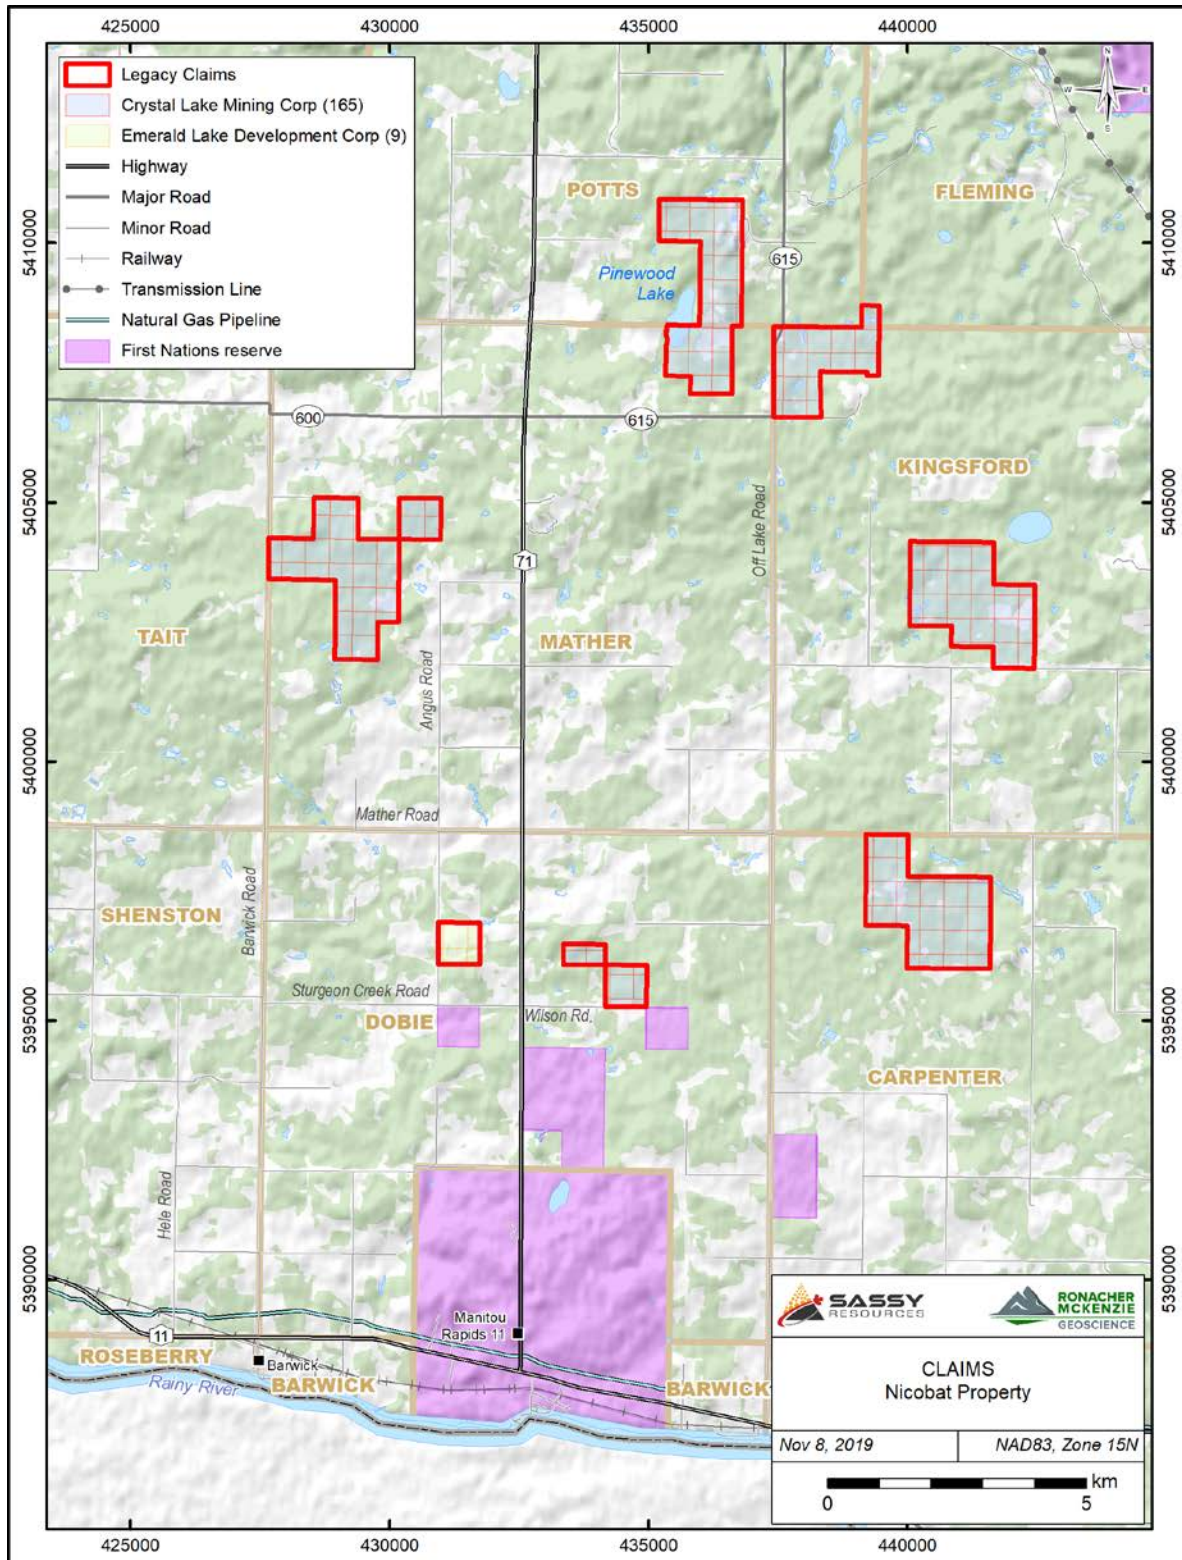 425000
430000
435000
440000
Legacy Claims
Crystal Lake Mining Corp (165)
Emerald Lake Development Corp (9)
Highway
Major Road
Minor Road
Railway
Transmission Line
Natural Gas Pipeline
First Nations reserve
N
W
E
S
POTTS
FLEMING
5410000
5410000
Pinewood
Lake
615
600
615
KINGSFORD
5405000
5405000
Off Lake Road
71
TAIT
MATHER
Angus Road
5400000
5400000
Mather Road
Barwick Road
SHENSTON
Sturgeon Creek Road
DOBIE
Wilson Rd.
5395000
5395000
CARPENTER
Hele Road
5390000
5390000
Manitou
Rapids 11
11
ROSEBERRY
Barwick
Rainy River
BARWICK
BARWICK
SASSY
RESOURCES
RONACHER
MCKENZIE
GEOSCIENCE
CLAIMS
Nicobat Property
Nov 8, 2019
NAD83, Zone 15N
km
0
5
425000
430000
435000
440000